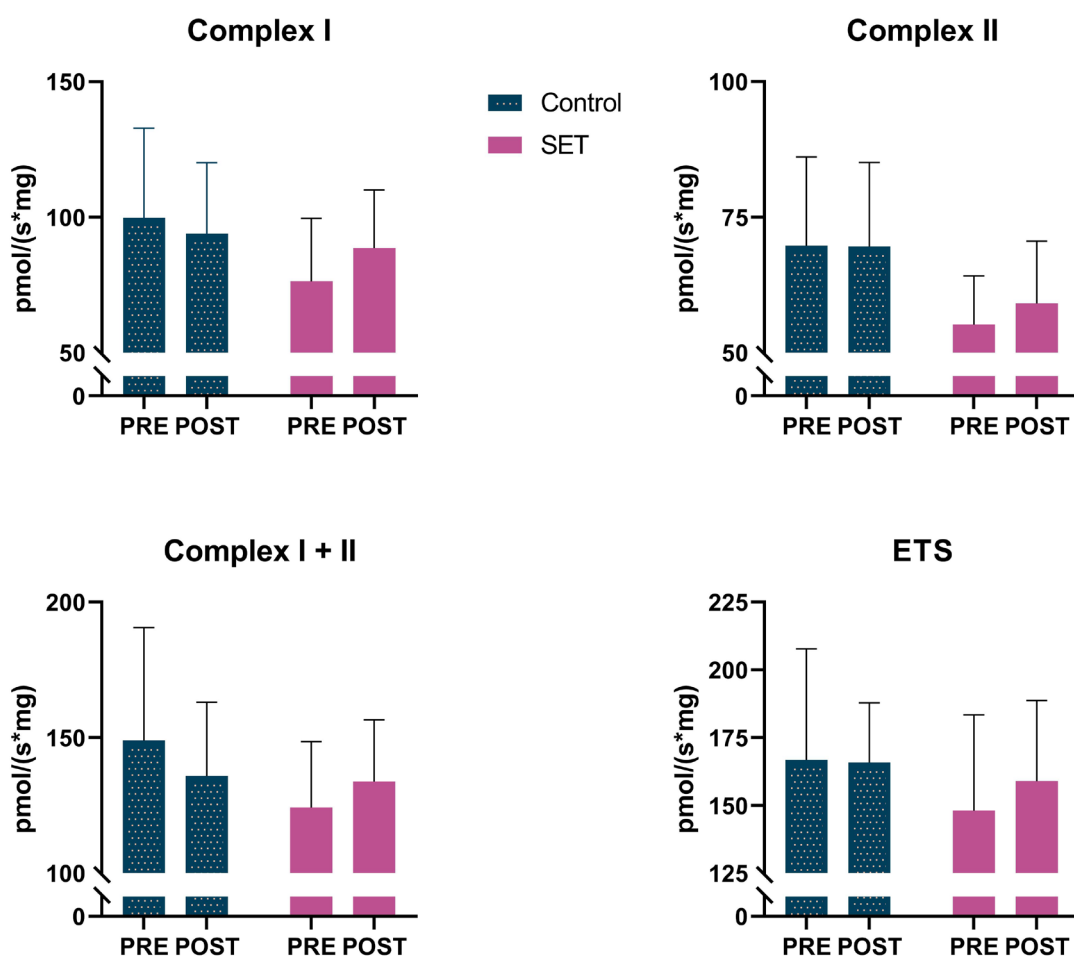 Complex I
150
100
50
0
pmol/(s*mg)
PRE POST PRE POST
Control
SET
Complex II
100
75
50
0
pmol/(s*mg)
PRE POST PRE POST
Complex I + II
200
150
100
0
pmol/(s*mg)
PRE POST PRE POST
ETS
225
200
175
150
125
0
pmol/(s*mg)
PRE POST PRE POST